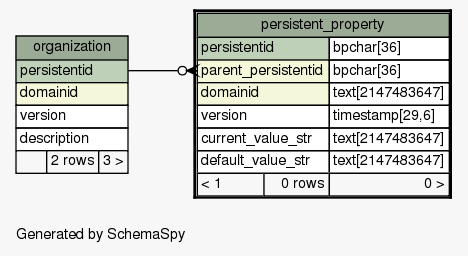 organization
persistentid
domainid
version
description
2 rows 3 >
persistent_property
persistentid bpchar[36]
parent_persistentid bpchar[36]
domainid text[2147483647]
version timestamp[29,6]
current_value_str text[2147483647]
default_value_str text[2147483647]
< 1 0 rows 0 >
Generated by SchemaSpy